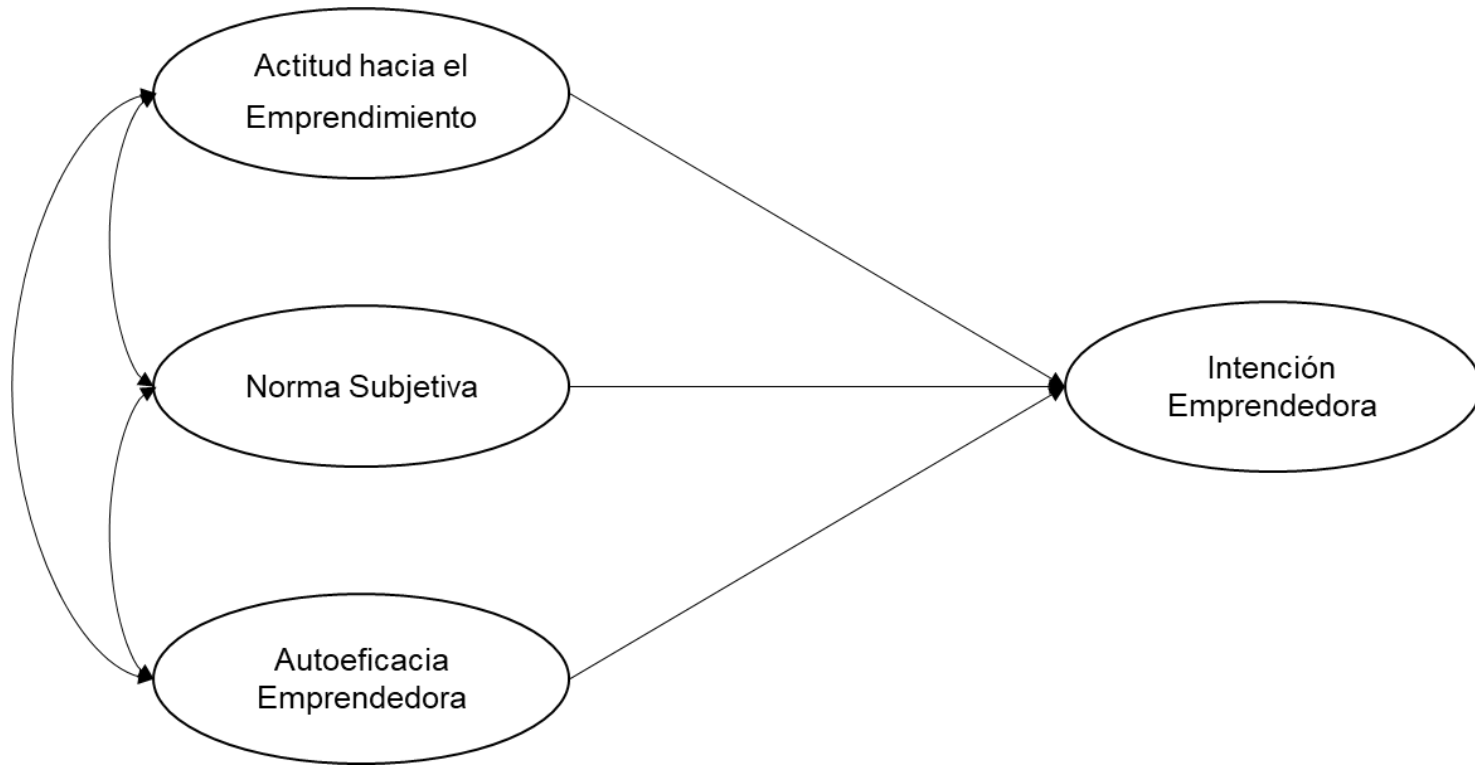 Actitud hacia el
Emprendimiento
Norma Subjetiva
Intención
Emprendedora
Autoeficacia
Emprendedora